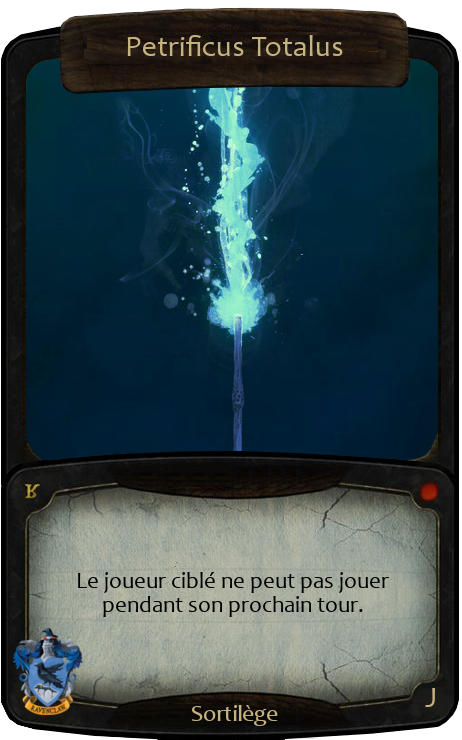 Petrificus Totalus
R
Le joueur ciblé ne peut pas jouer
pendant son prochain tour.
RAVENCLAW
Sortilège
J